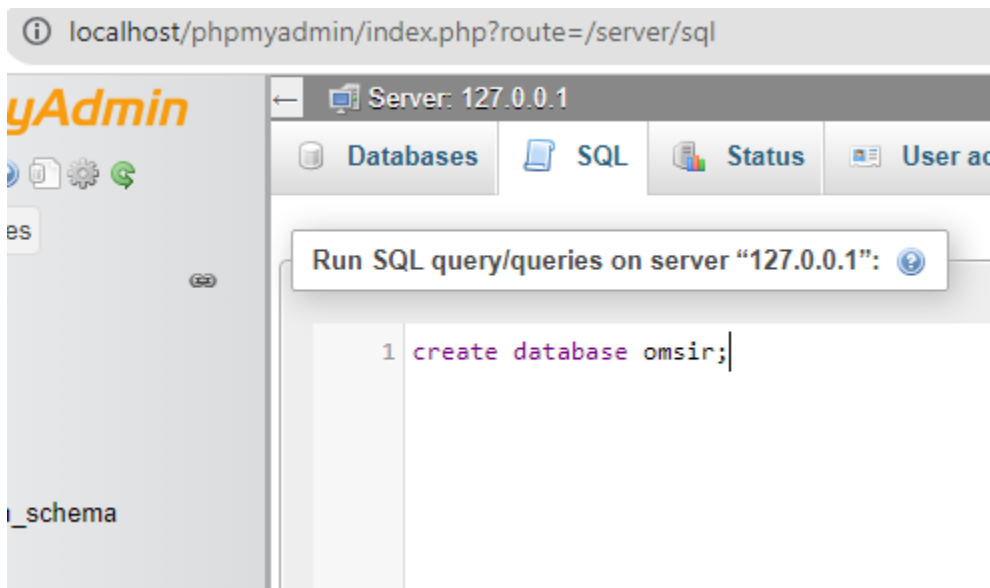 localhost/phpmyadmin/index.php?route=/server/sql
yAdmin
Server: 127.0.0.1
Databases SQL Status User ac
es
Run SQL query/queries on server “127.0.0.1”:
1 create database omsir;
_schema